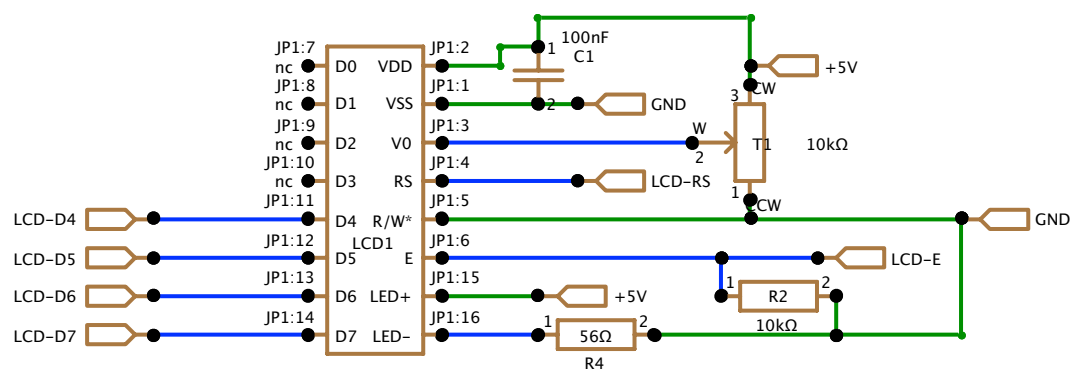 JP1:7
nc
JP1:8
nc
JP1:9
nc
JP1:10
nc
JP1:11
LCD-D4
JP1:12
LCD-D5
JP1:13
LCD-D6
JP1:14
LCD-D7
D0
D1
D2
D3
D4
D5
D6
D7
VDD
VSS
V0
RS
R/W*
LCD1
E
LED+
LED-
JP1:2
JP1:1
JP1:3
JP1:4
JP1:5
JP1:6
JP1:15
JP1:16
1
100nF
C1
2
GND
+5V
3
CW
W
2
T1
10kΩ
1
CCW
LCD-RS
GND
LCD-E
1
R2
2
10kΩ
+5V
1
56Ω
2
R4